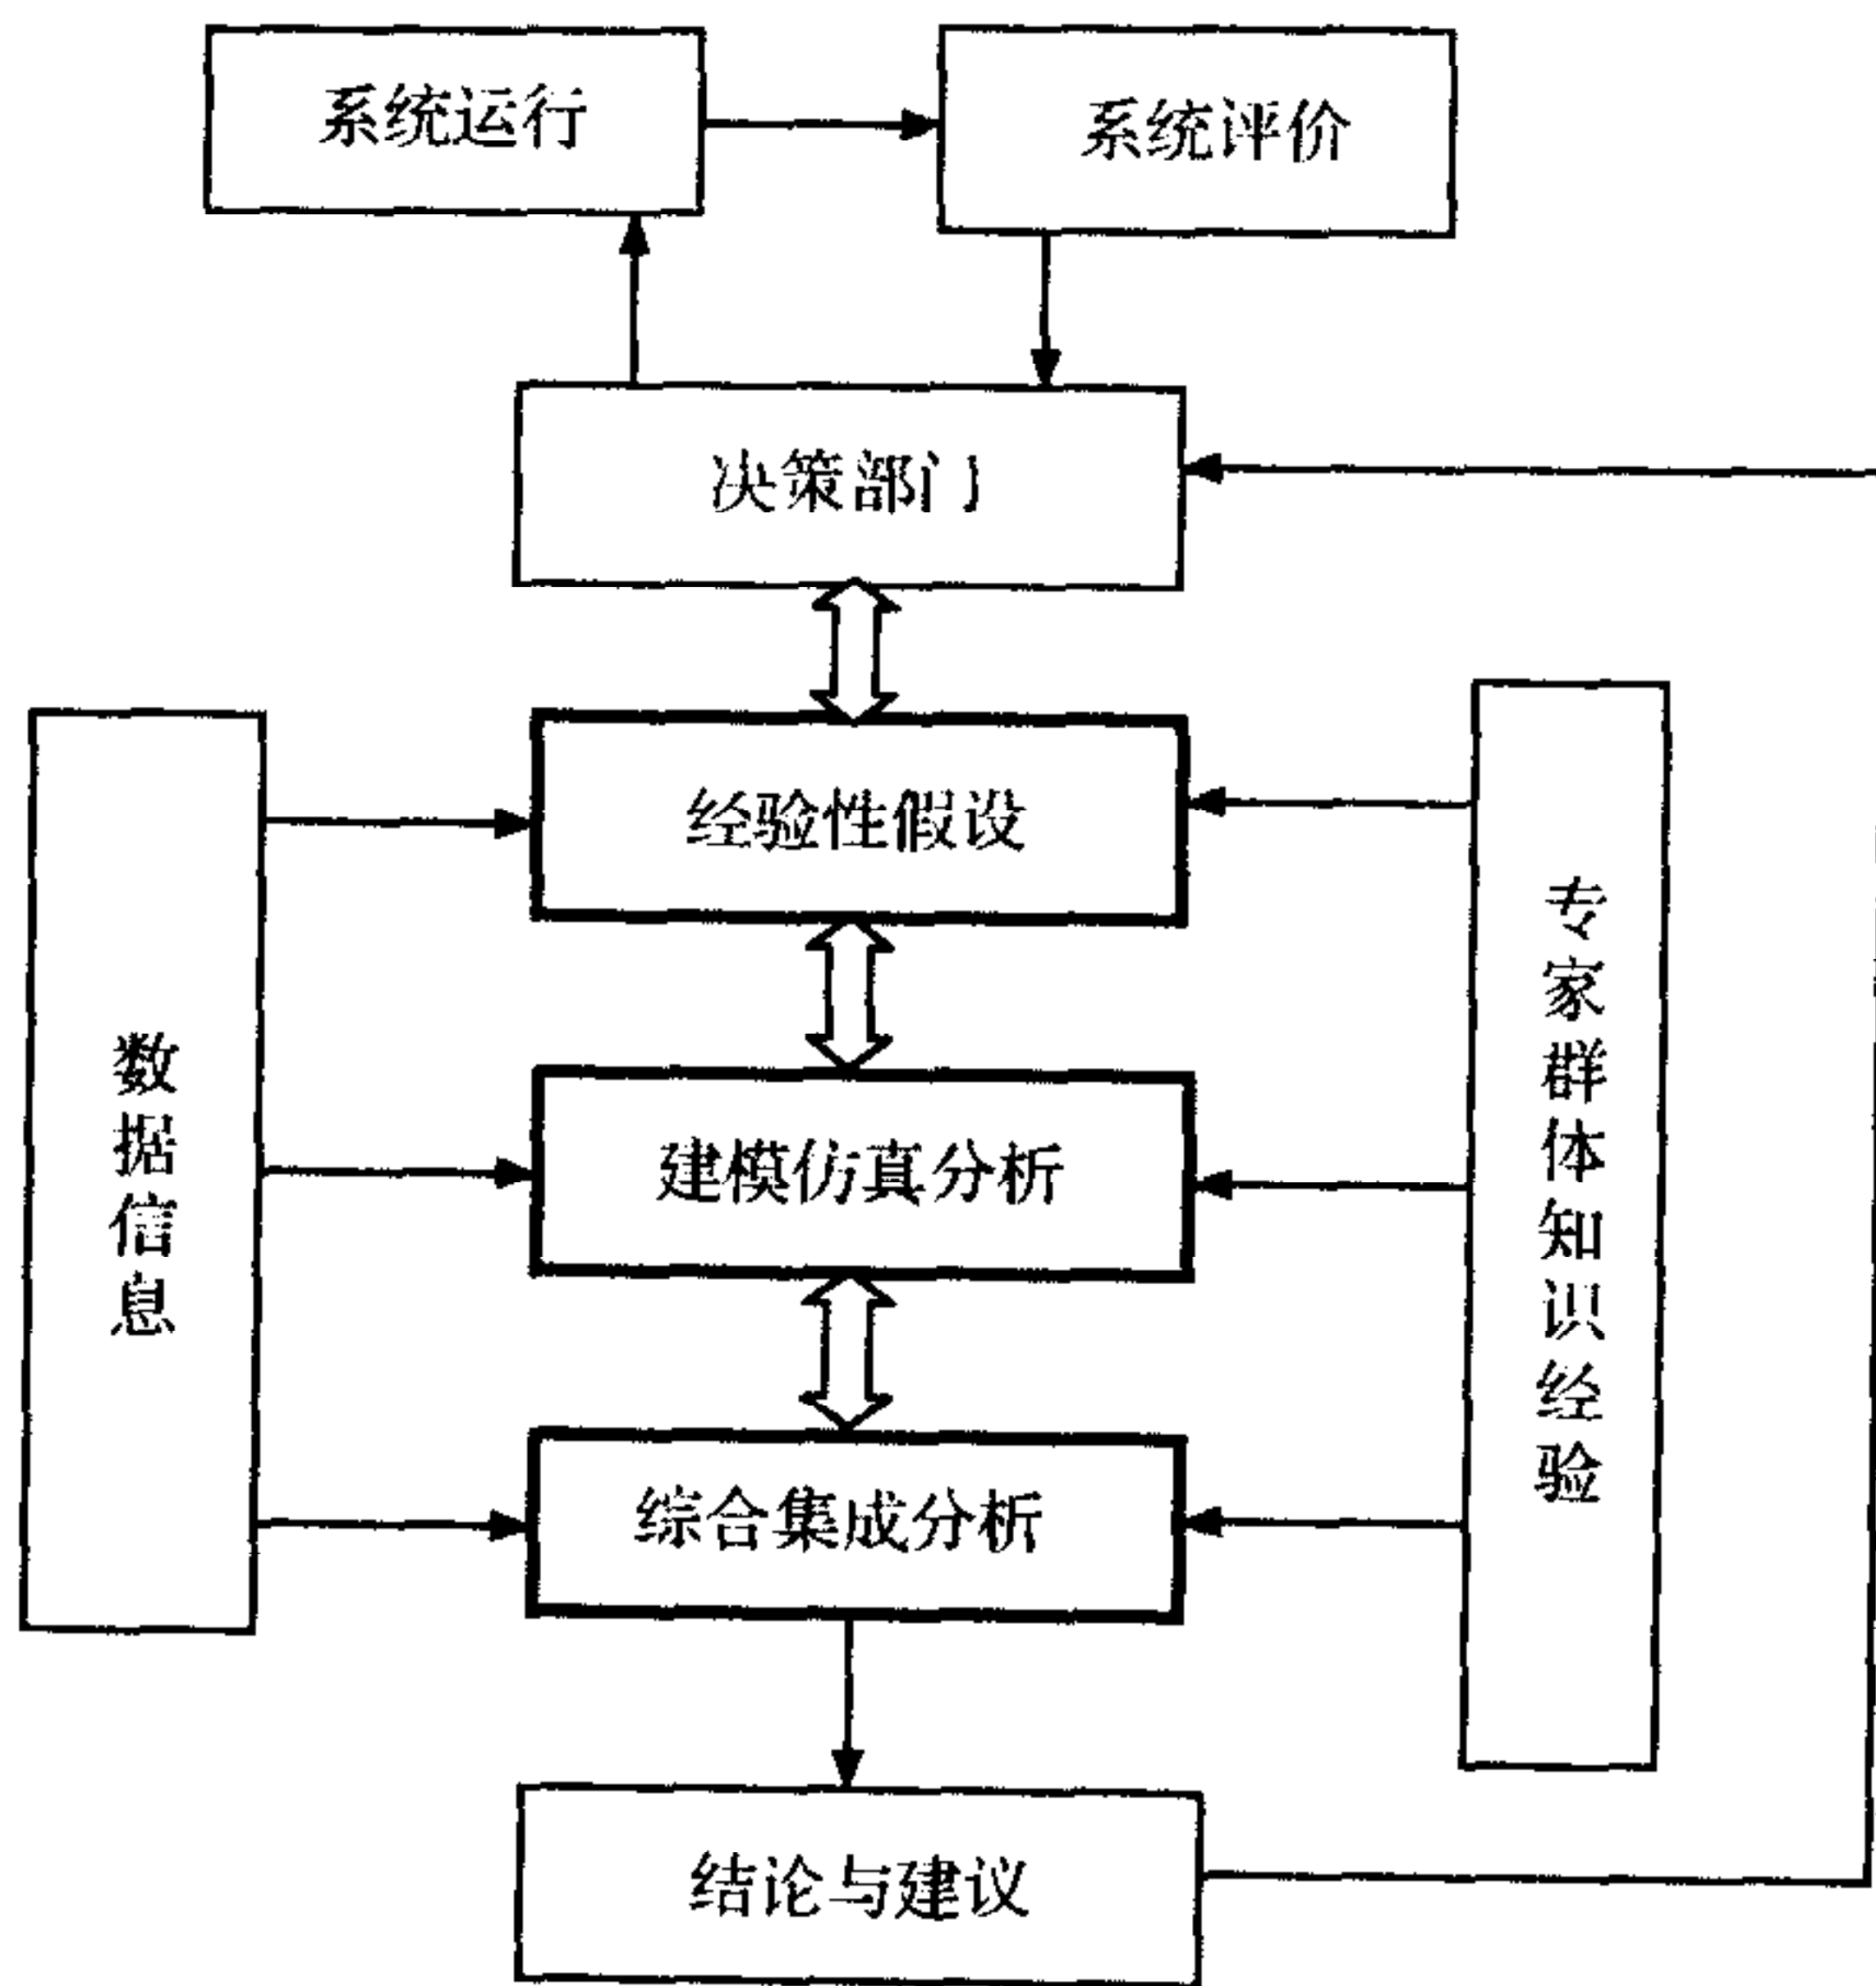 系统运行
系统评价
决策部门
经验性假设
数据信息
专家群体知识经验
建模仿真分析
综合集成分析
结论与建议